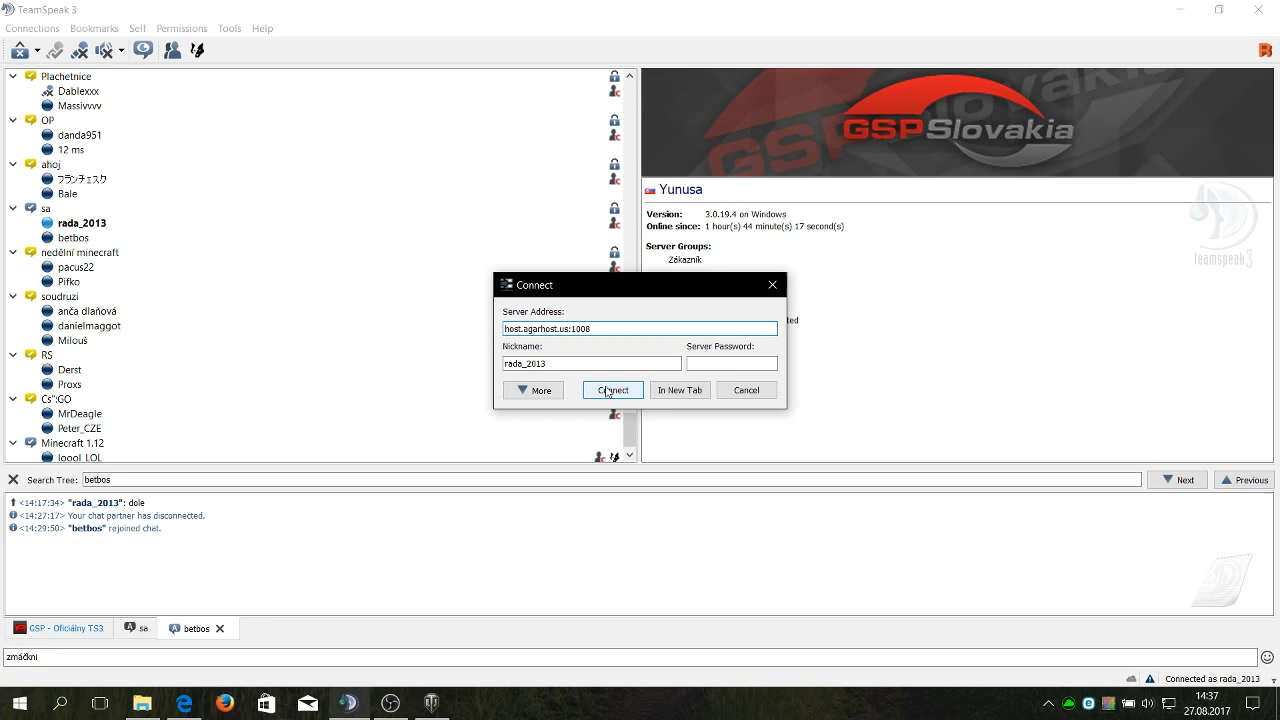 TeamSpeak 3
Connections Bookmarks Self Permissions Tools Help
Plachetnice
Dablexxx
Massivvvv
OP
danda951
12 ms
ahoj
フランチェスク
Bale
sa
rada_2013
betbos
nedělní minecraft
pacus22
Pifko
soudruzi
anča dlaňová
danielmaggot
Milouš
RS
Derst
Proxs
Cs":GO
MrDeagle
Peter_CZE
Minecraft 1.12
loool_LOL
GSPSlovakia
Yunusa
Version: 3.0.19.4 on Windows
Online since: 1 hour(s) 44 minute(s) 17 second(s)
Server Groups:
Zákazník
teamspeak 3
Connect
Server Address:
host.agarhost.us:1008
Nickname: Server Password:
rada_2013
More Connect In New Tab Cancel
Search Tree: betbos Next Previous
<14:17:34> "rada_2013": dole
<14:27:17> Your chat partner has disconnected.
<14:29:50> "betbos" rejoined chat.
GSP - Oficiálny TS3 sa betbos
zmáčkni
Connected as rada_2013
14:37
27.08.2017